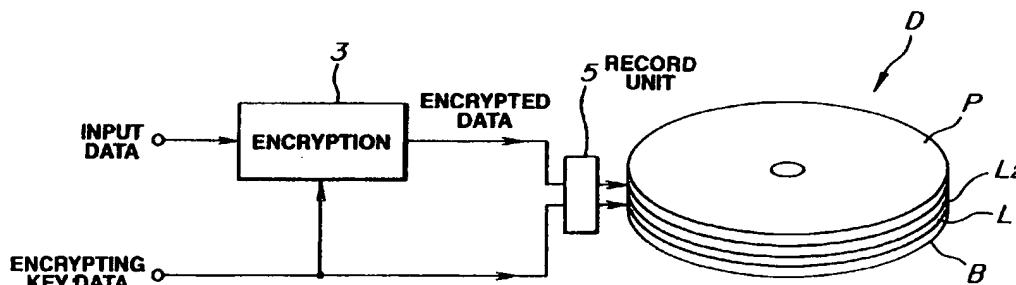 3
5 RECORD
UNIT
D
ENCRYPTED
DATA
P
INPUT
DATA
ENCRYPTION
L2
L
B
ENCRYPTING
KEY DATA